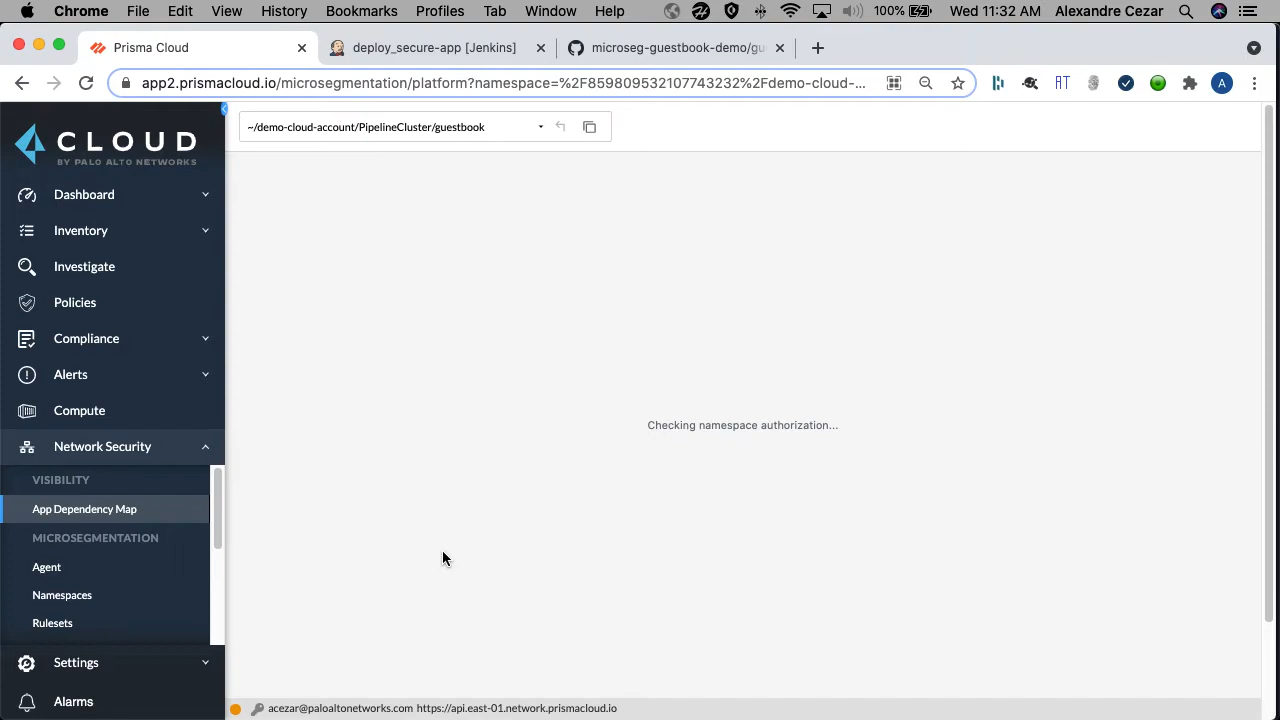 Chrome File Edit View History Bookmarks Profiles Tab Window Help 100% Wed 11:32 AM Alexandre Cezar
Prisma Cloud deploy_secure-app [Jenkins] microseg-guestbook-demo/gu
app2.prismacloud.io/microsegmentation/platform?namespace=%2F859809532107743232%2Fdemo-cloud-... RT A
CLOUD
BY PALO ALTO NETWORKS
~/demo-cloud-account/PipelineCluster/guestbook
Dashboard
Inventory
Investigate
Policies
Compliance
Alerts
Compute
Network Security
VISIBILITY
App Dependency Map
MICROSEGMENTATION
Agent
Namespaces
Rulesets
Settings
Alarms
Checking namespace authorization...
acezar@paloaltonetworks.com https://api.east-01.network.prismacloud.io